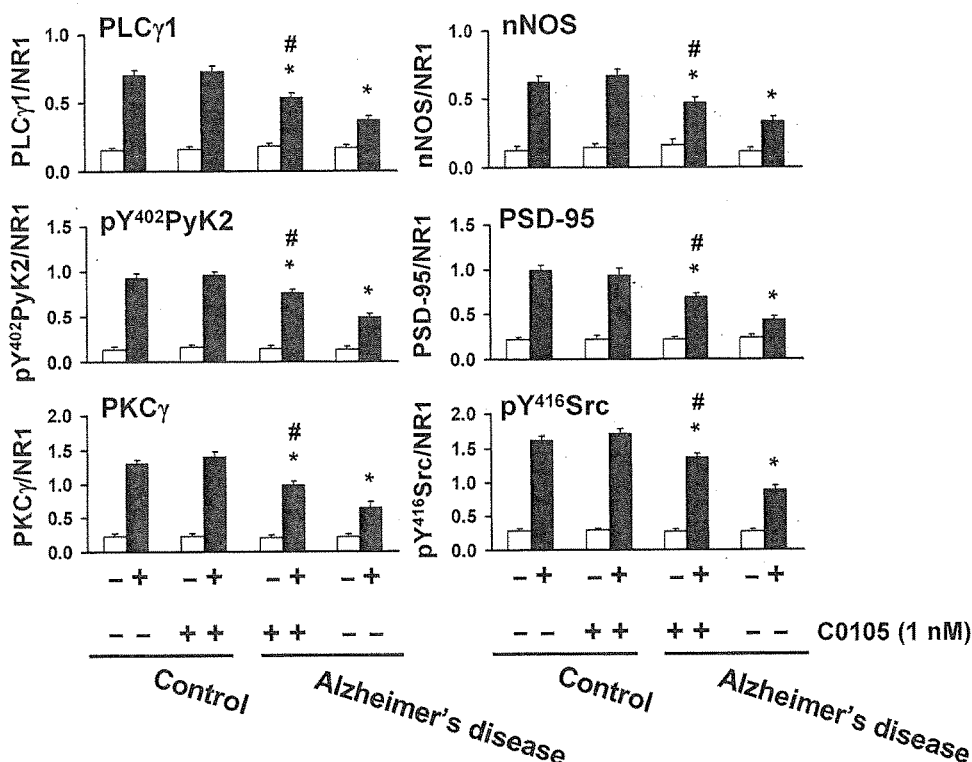 PLCγ1
PLCγ1/NR1
1.0
0.5
0.0
#
*
*
nNOS
nNOS/NR1
1.0
0.5
0.0
#
*
*
pY⁴⁰²PyK2
pY⁴⁰²PyK2/NR1
1.5
1.0
0.5
0.0
#
*
*
PSD-95
PSD-95/NR1
1.5
1.0
0.5
0.0
#
*
*
PKCγ
PKCγ/NR1
2.0
1.5
1.0
0.5
0.0
#
*
*
pY⁴¹⁶Src
pY⁴¹⁶Src/NR1
2.0
1.5
1.0
0.5
0.0
#
*
*
– + – + – + – + – + – + – + – +
– – + + + + – – – – + + + + – – C0105 (1 nM)
Control
Alzheimer's disease
Control
Alzheimer's disease